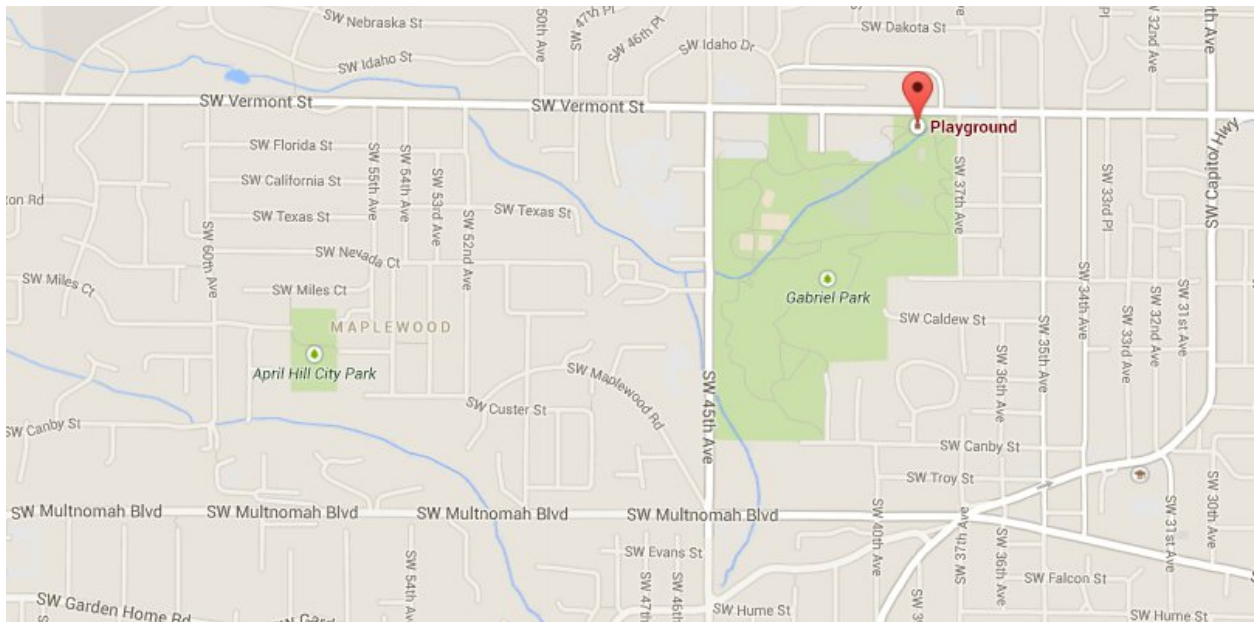 SW Nebraska St
50th Ave
SW 47th Pl
SW 46th Pl
SW Idaho Dr
SW Dakota St
33rd Pl
SW 32nd Ave
SW Idaho St
SW Vermont St
SW Vermont St
Playground
SW Capitol Hwy
SW Florida St
SW 55th Ave
SW 54th Ave
SW 53rd Ave
SW 52nd Ave
SW California St
SW 37th Ave
SW 33rd Pl
SW Texas St
SW Texas St
SW 60th Ave
SW Nevada Ct
SW Miles Ct
SW Miles Ct
Gabriel Park
SW 34th Ave
SW 33rd Ave
SW 32nd Ave
SW 31st Ave
MAPLEWOOD
SW Caldew St
SW 35th Ave
SW 36th Ave
April Hill City Park
SW Maplewood Rd
SW 45th Ave
SW Custer St
SW Canby St
SW Canby St
SW Troy St
SW Multnomah Blvd
SW Multnomah Blvd
SW Multnomah Blvd
SW Multnomah Blvd
SW 40th Ave
SW 37th Ave
SW 36th Ave
SW 31st Ave
SW 30th Ave
SW Evans St
SW 54th Ave
SW 47th
SW 46th
SW Falcon St
SW Garden Home Rd
SW Hume St
SW Hume St